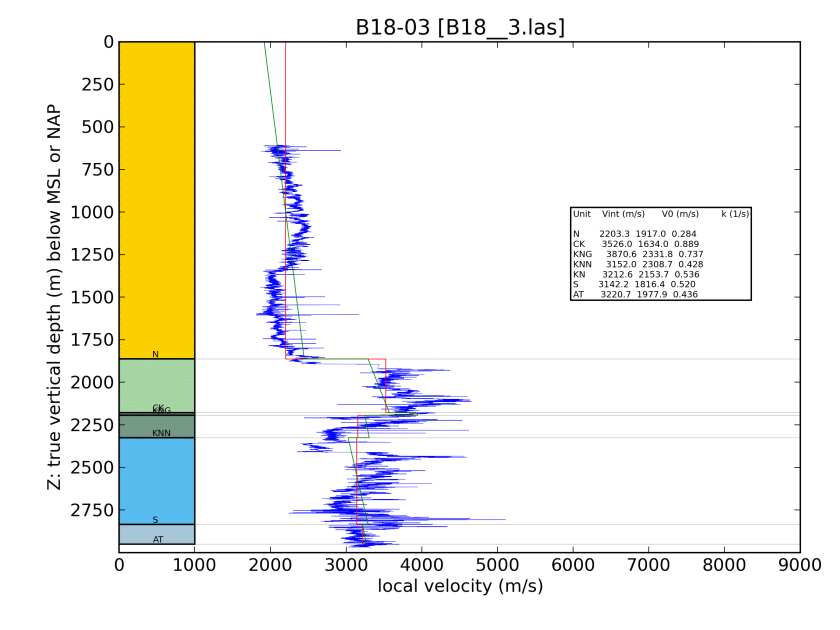 B18-03 [B18__3.las]
0
250
500
750
1000
1250
1500
1750
2000
2250
2500
2750
Z: true vertical depth (m) below MSL or NAP
N
CK
KNG
KNN
S
AT
Unit Vint (m/s) V0 (m/s) k (1/s)
N 2203.3 1917.0 0.284
CK 3526.0 1634.0 0.889
KNG 3870.6 2331.8 0.737
KNN 3152.0 2308.7 0.428
KN 3212.6 2153.7 0.536
S 3142.2 1816.4 0.520
AT 3220.7 1977.9 0.436
0 1000 2000 3000 4000 5000 6000 7000 8000 9000
local velocity (m/s)